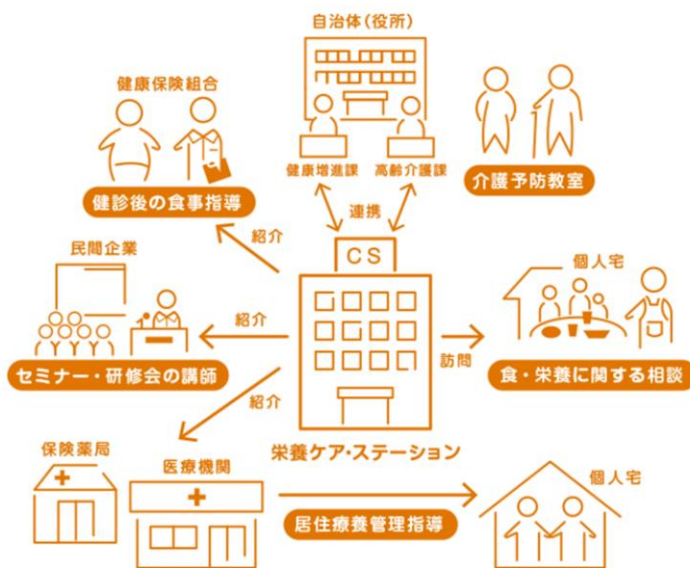 自治体（役所）
健康増進課
高齢介護課
連携
健康保険組合
健診後の食事指導
紹介
介護予防教室
民間企業
セミナー・研修会の講師
紹介
CS
栄養ケア・ステーション
訪問
個人宅
食・栄養に関する相談
紹介
保険薬局
医療機関
居住療養管理指導
個人宅